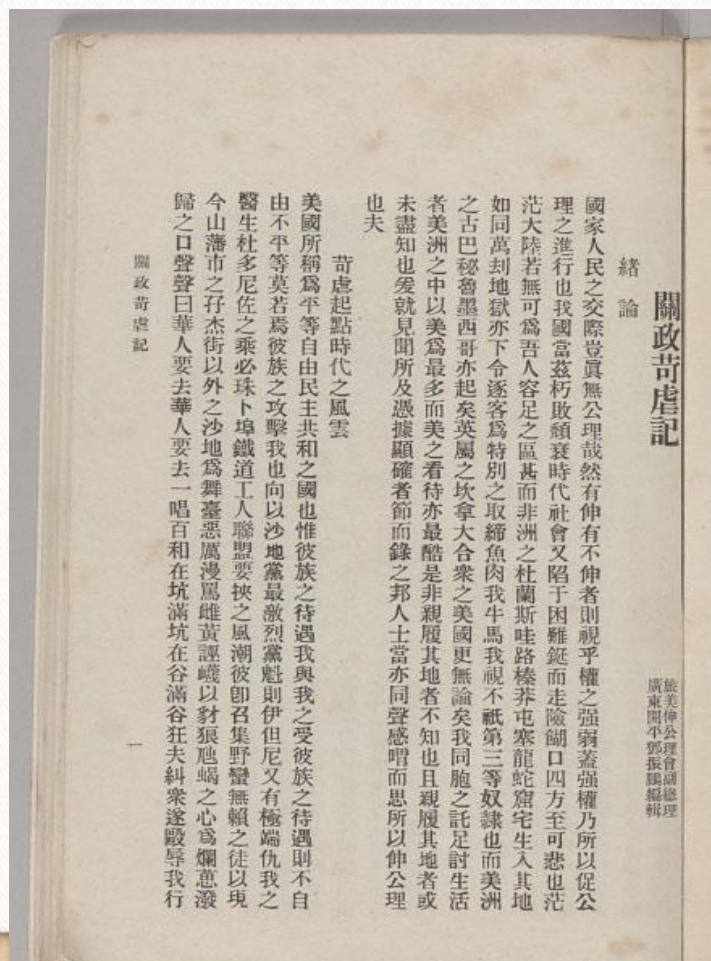 關政苛虐記
旅美伸公理會副總理
廣東開平鄧振鵬編輯
緒論
國家人民之交際豈眞無公理哉然有伸有不伸者則視乎權之强弱蓋强權乃所以促公
理之進行也我國當茲朽敗頹衰時代社會又陷于困難鋌而走險餬口四方至可悲也茫
茫大陸若無可爲吾人容足之區甚而非洲之杜蘭斯哇路榛莽屯塞龍蛇窟宅生入其地
如同萬刦地獄亦下令逐客爲特別之取締魚肉我牛馬我視不祇第三等奴隸也而美洲
之古巴秘魯墨西哥亦起矣英屬之坎拿大合衆之美國更無論矣我同胞之託足討生活
者美洲之中以美爲最多而美之看待亦最酷是非親履其地者不知也且親履其地者或
未盡知也爰就見聞所及憑據顯確者節而錄之邦人士當亦同聲感喟而思所以伸公理
也夫
苛虐起點時代之風雲
美國所稱爲平等自由民主共和之國也惟彼族之待遇我與我之受彼族之待遇則不自
由不平等莫若焉彼族之攻擊我也向以沙地黨最激烈黨魁則伊但尼又有極端仇我之
醫生杜多尼佐之乘必珠卜埠鐵道工人聯盟要挾之風潮彼卽召集野蠻無賴之徒以現
今山藩市之孖杰街以外之沙地爲舞臺惡厲漫罵雌黃誣衊以豺狼虺蝎之心爲爛蒽潑
歸之口聲聲曰華人要去華人要去一唱百和在坑滿坑在谷滿谷狂夫糾衆遂毆辱我行
關政苛虐記
一